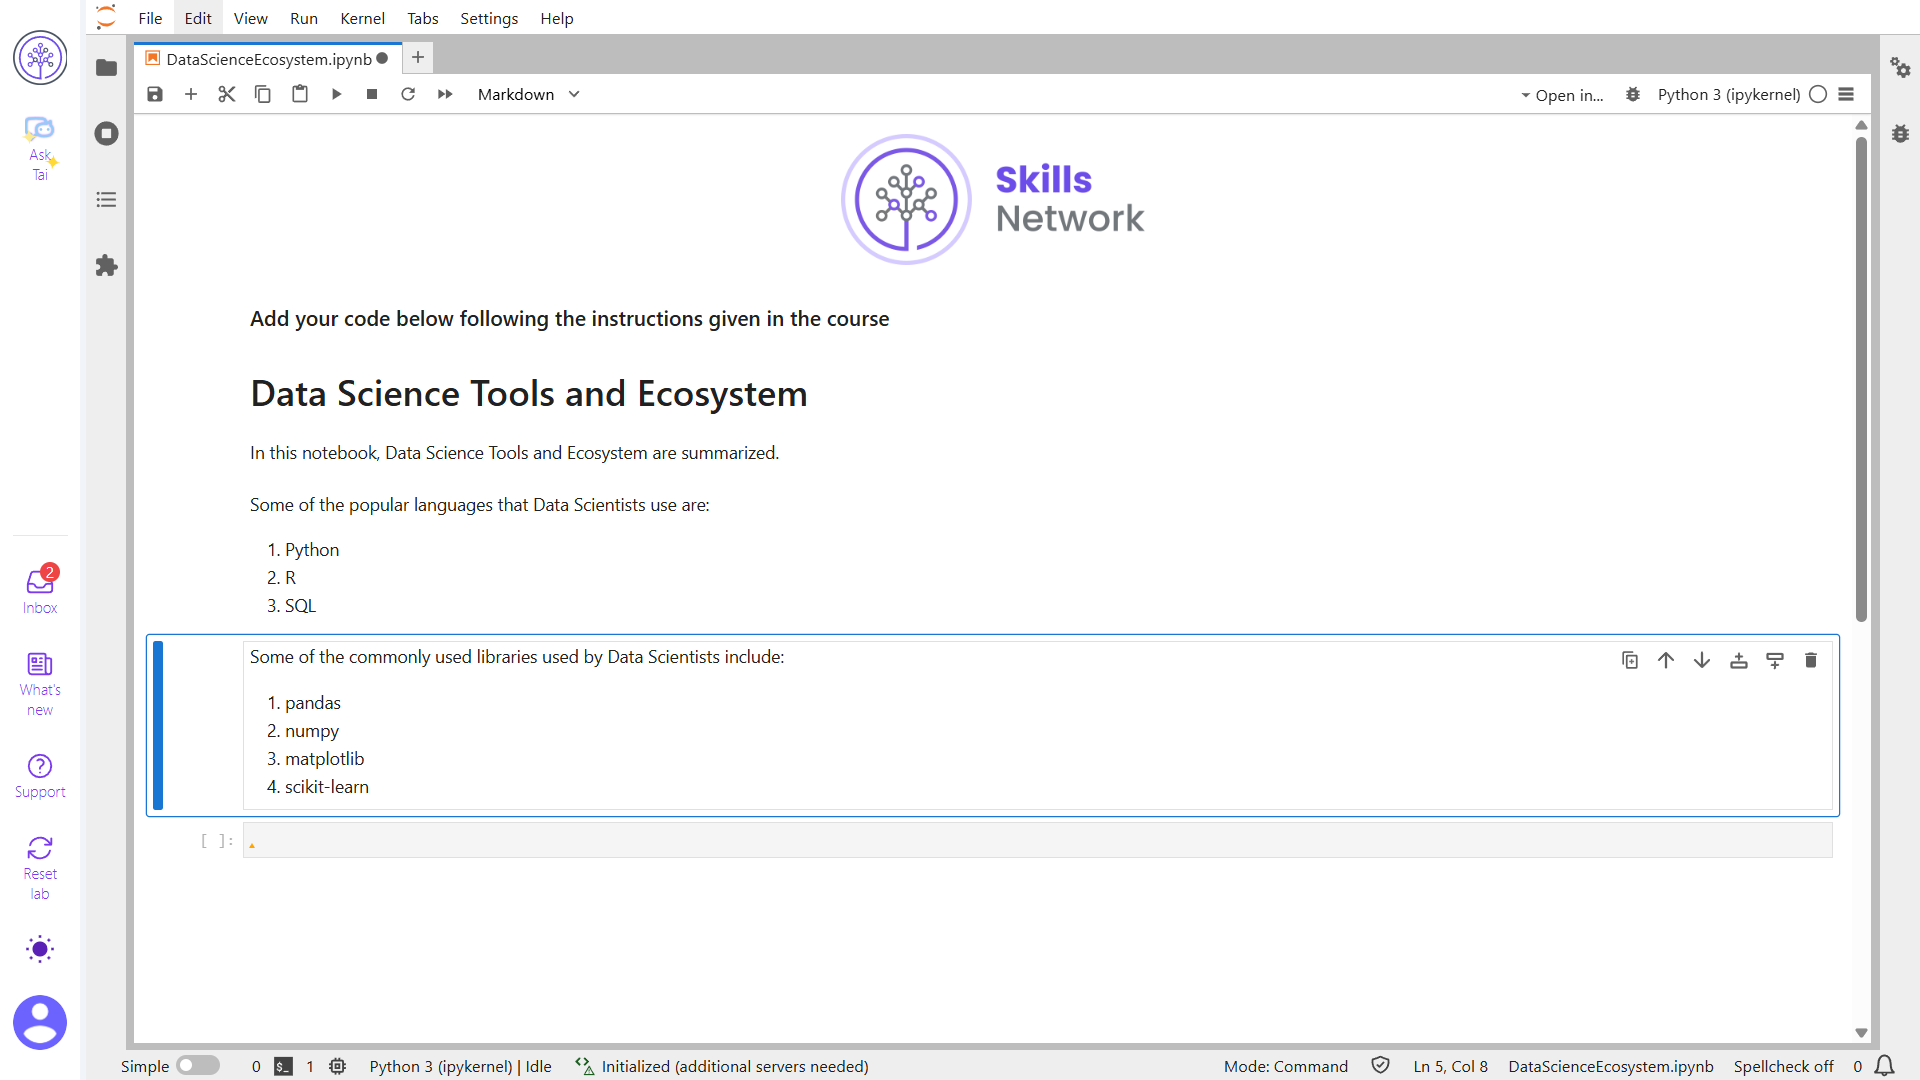 File Edit View Run Kernel Tabs Settings Help
DataScienceEcosystem.ipynb
Markdown
Open in...
Python 3 (ipykernel)
Ask
Tai
Skills
Network
Add your code below following the instructions given in the course
Data Science Tools and Ecosystem
In this notebook, Data Science Tools and Ecosystem are summarized.
Some of the popular languages that Data Scientists use are:
1. Python
2. R
3. SQL
Some of the commonly used libraries used by Data Scientists include:
1. pandas
2. numpy
3. matplotlib
4. scikit-learn
[ ]:
2
Inbox
What's
new
Support
Reset
lab
Simple 0 $_ 1 Python 3 (ipykernel) | Idle Initialized (additional servers needed) Mode: Command Ln 5, Col 8 DataScienceEcosystem.ipynb Spellcheck off 0